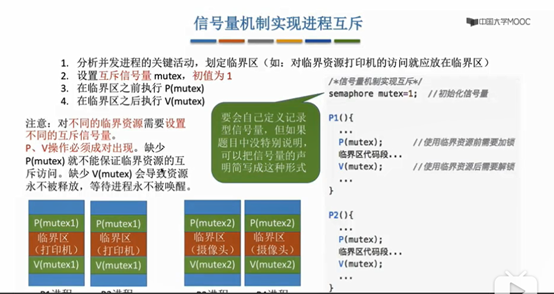 信号量机制实现进程互斥
中国大学MOOC
1. 分析并发进程的关键活动，划定临界区（如：对临界资源打印机的访问就应放在临界区）
2. 设置互斥信号量 mutex，初值为 1
3. 在临界区之前执行 P(mutex)
4. 在临界区之后执行 V(mutex)
注意：对不同的临界资源需要设置
不同的互斥信号量。
P、V操作必须成对出现。缺少
P(mutex) 就不能保证临界资源的互
斥访问。缺少 V(mutex) 会导致资源
永不被释放，等待进程永不被唤醒。
要会自己定义记录
型信号量，但如果
题目中没特别说明，
可以把信号量的声
明简写成这种形式
/*信号量机制实现互斥*/
semaphore mutex=1; //初始化信号量
P1(){
...
P(mutex); //使用临界资源前需要加锁
临界区代码段...
V(mutex); //使用临界资源后需要解锁
...
}
P2(){
...
P(mutex);
临界区代码段...
V(mutex);
...
}
P(mutex1) P(mutex1) P(mutex2) P(mutex2)
临界区 临界区 临界区 临界区
（打印机） （打印机） （摄像头） （摄像头）
V(mutex1) V(mutex1) V(mutex2) V(mutex2)